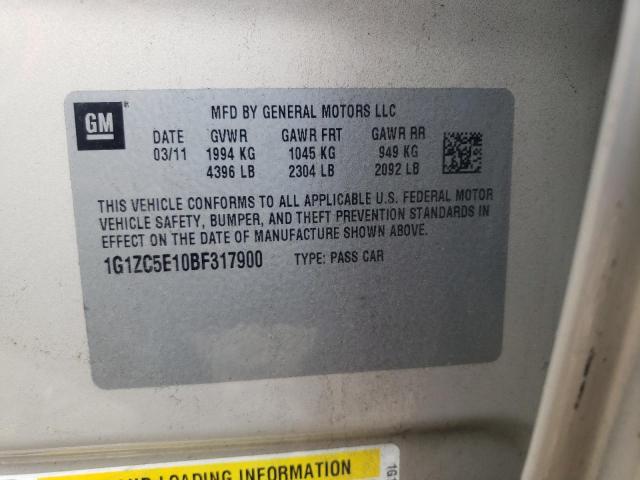 GM
MFD BY GENERAL MOTORS LLC
DATE GVWR GAWR FRT GAWR RR
03/11 1994 KG 1045 KG 949 KG
4396 LB 2304 LB 2092 LB
THIS VEHICLE CONFORMS TO ALL APPLICABLE U.S. FEDERAL MOTOR
VEHICLE SAFETY, BUMPER, AND THEFT PREVENTION STANDARDS IN
EFFECT ON THE DATE OF MANUFACTURE SHOWN ABOVE.
1G1ZC5E10BF317900 TYPE: PASS CAR
LOADING INFORMATION